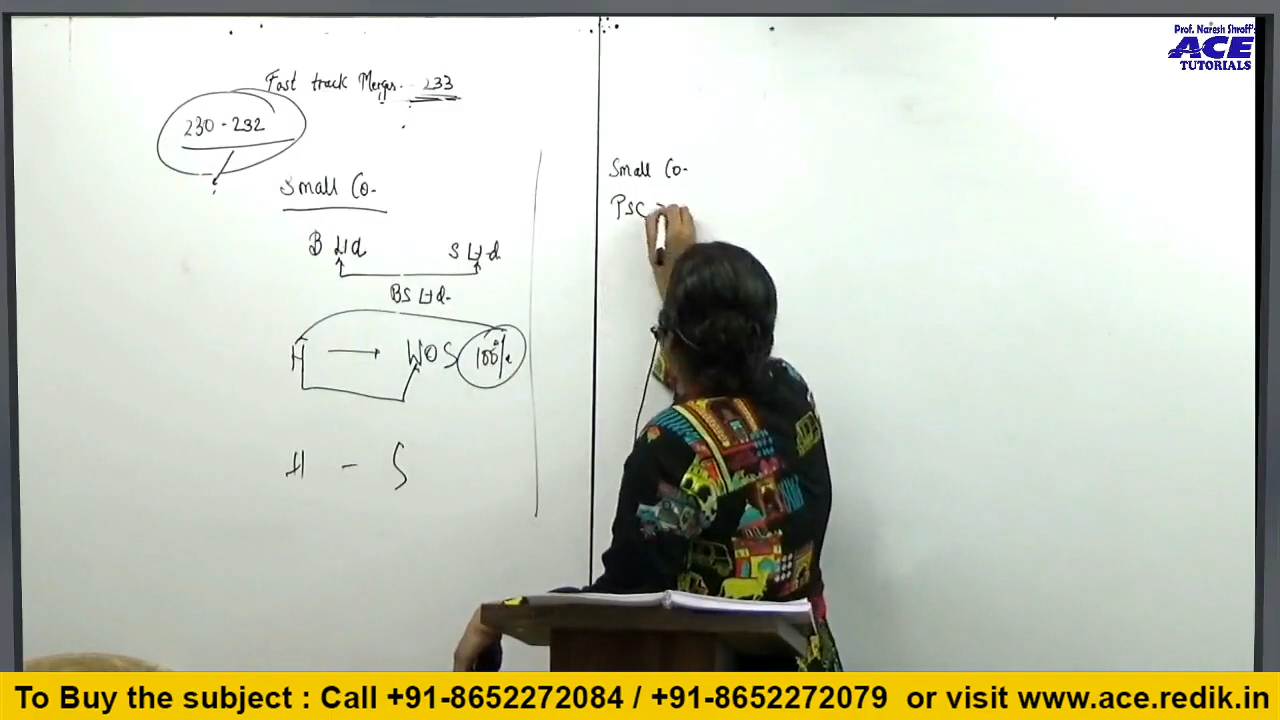 Prof. Naresh Shroff's
ACE
TUTORIALS
Fast track Merger. 233
230 - 232
Small Co.
B Ltd
S Ltd.
BS Ltd.
H → WOS 100%
H - S
Small Co.
PSC
To Buy the subject : Call +91-8652272084 / +91-8652272079 or visit www.ace.redik.in